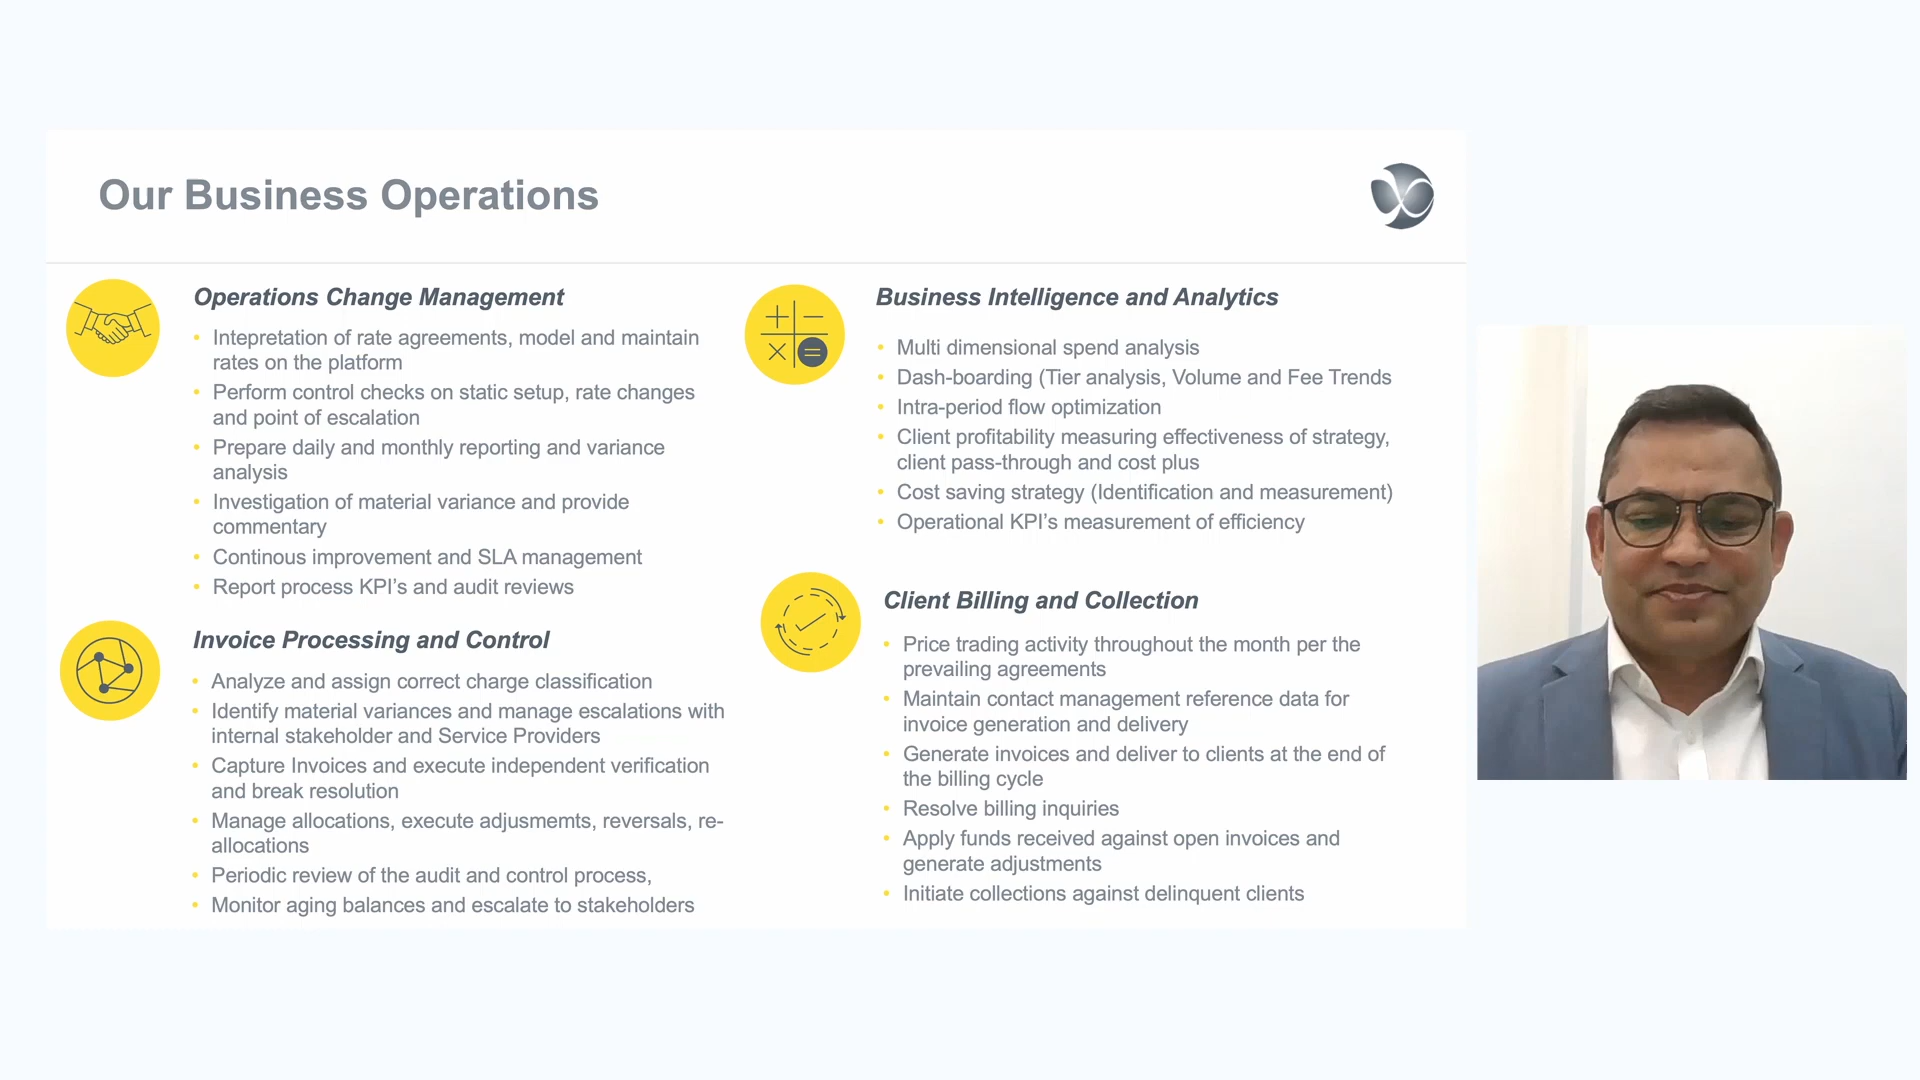 Our Business Operations
Operations Change Management
• Intepretation of rate agreements, model and maintain
rates on the platform
• Perform control checks on static setup, rate changes
and point of escalation
• Prepare daily and monthly reporting and variance
analysis
• Investigation of material variance and provide
commentary
• Continous improvement and SLA management
• Report process KPI’s and audit reviews
Invoice Processing and Control
• Analyze and assign correct charge classification
• Identify material variances and manage escalations with
internal stakeholder and Service Providers
• Capture Invoices and execute independent verification
and break resolution
• Manage allocations, execute adjusmemts, reversals, re-
allocations
• Periodic review of the audit and control process,
• Monitor aging balances and escalate to stakeholders
Business Intelligence and Analytics
• Multi dimensional spend analysis
• Dash-boarding (Tier analysis, Volume and Fee Trends
• Intra-period flow optimization
• Client profitability measuring effectiveness of strategy,
client pass-through and cost plus
• Cost saving strategy (Identification and measurement)
• Operational KPI’s measurement of efficiency
Client Billing and Collection
• Price trading activity throughout the month per the
prevailing agreements
• Maintain contact management reference data for
invoice generation and delivery
• Generate invoices and deliver to clients at the end of
the billing cycle
• Resolve billing inquiries
• Apply funds received against open invoices and
generate adjustments
• Initiate collections against delinquent clients